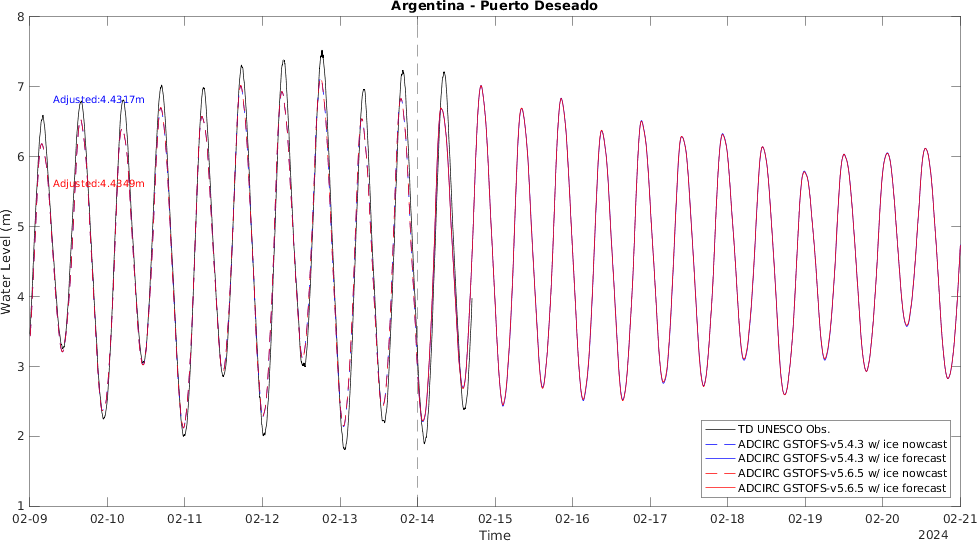 Argentina - Puerto Deseado
8
7
6
5
4
3
2
1
Water Level (m)
Adjusted:4.4317m
Adjusted:4.4349m
TD UNESCO Obs.
ADCIRC GSTOFS-v5.4.3 w/ ice nowcast
ADCIRC GSTOFS-v5.4.3 w/ ice forecast
ADCIRC GSTOFS-v5.6.5 w/ ice nowcast
ADCIRC GSTOFS-v5.6.5 w/ ice forecast
02-09 02-10 02-11 02-12 02-13 02-14 02-15 02-16 02-17 02-18 02-19 02-20 02-21
Time
2024